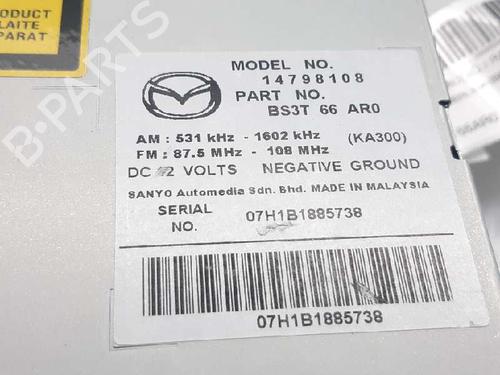 PRODUCT
LAITE
PARAT
MODEL NO.
14798108
PART NO.
BS3T 66 AR0
AM : 531 kHz - 1602 kHz (KA300)
FM : 87.5 MHz - 108 MHz
DC 12 VOLTS NEGATIVE GROUND
SANYO Automedia Sdn. Bhd. MADE IN MALAYSIA
SERIAL NO. 07H1B1885738
07H1B1885738
B-PARTS